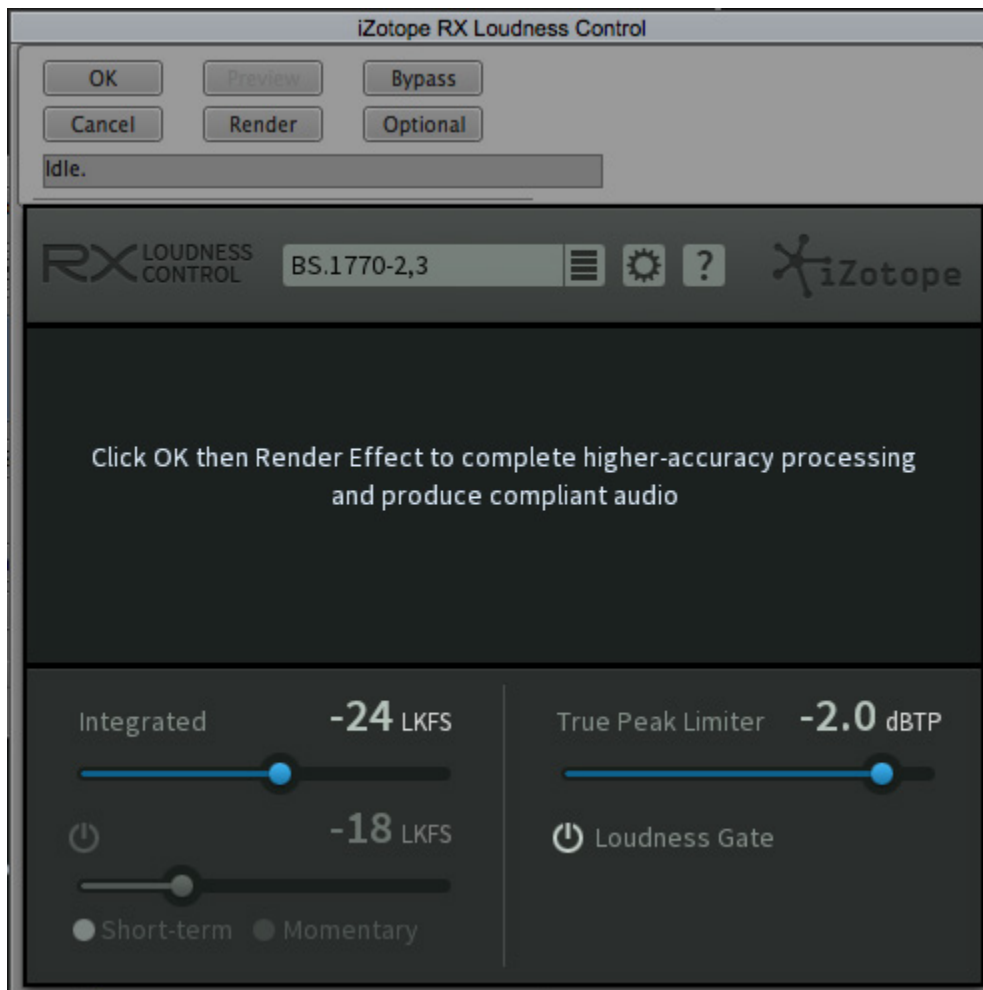 iZotope RX Loudness Control
OK Preview Bypass
Cancel Render Optional
Idle.
RX LOUDNESS CONTROL BS.1770-2,3 ? iZotope
Click OK then Render Effect to complete higher-accuracy processing
and produce compliant audio
Integrated -24 LKFS True Peak Limiter -2.0 dBTP
-18 LKFS Loudness Gate
Short-term Momentary